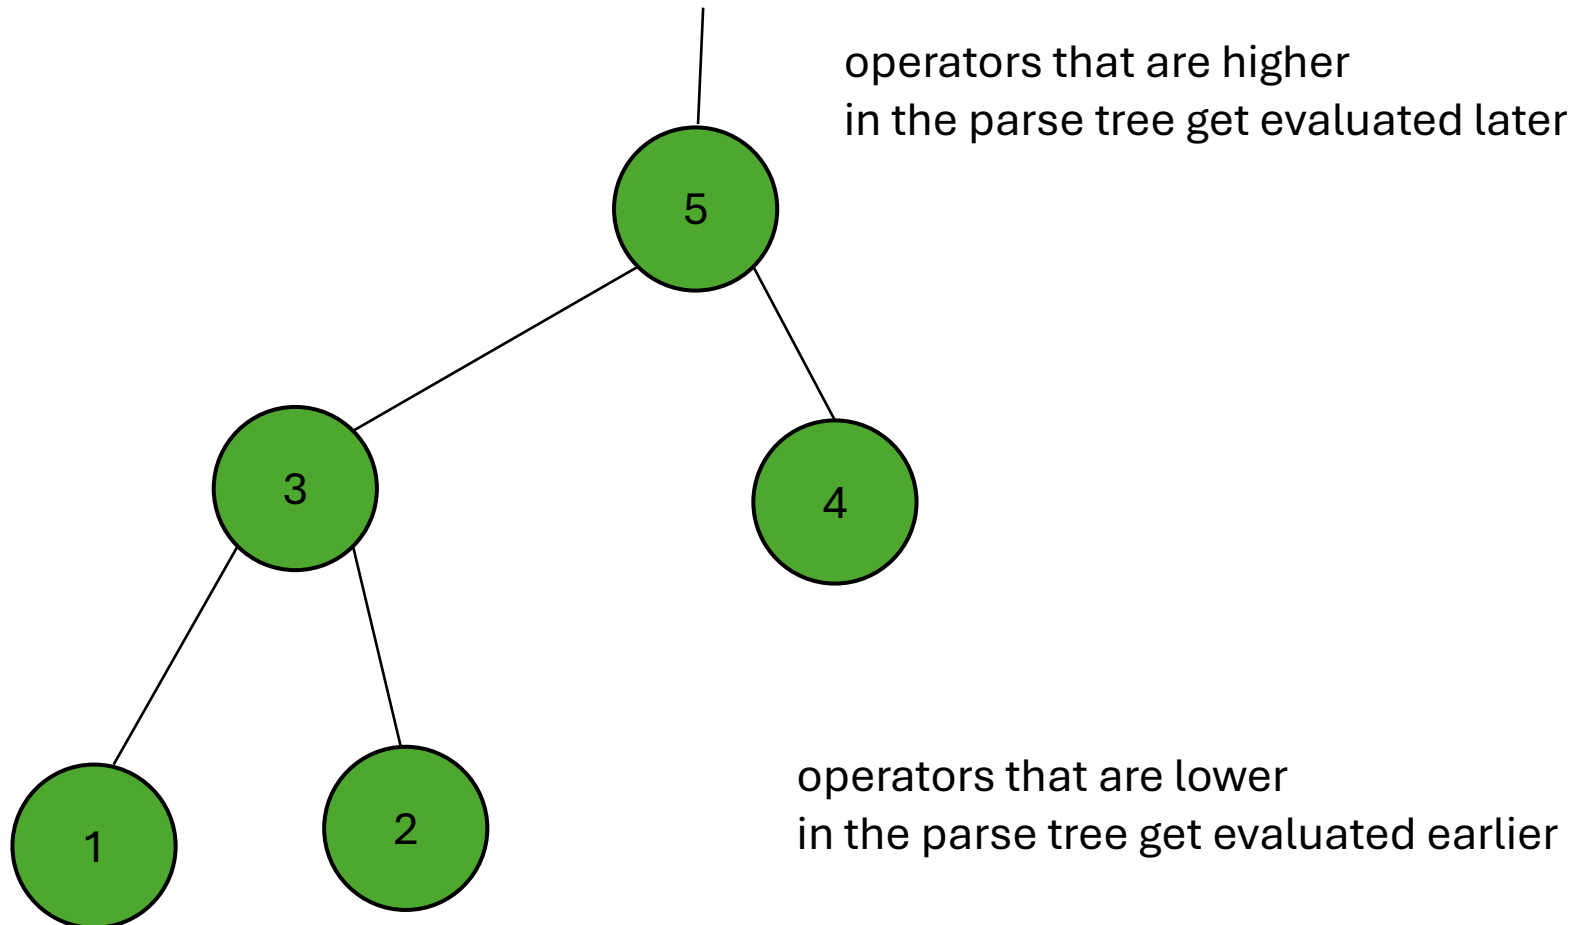 operators that are higher
in the parse tree get evaluated later
5
3
4
1
2
operators that are lower
in the parse tree get evaluated earlier